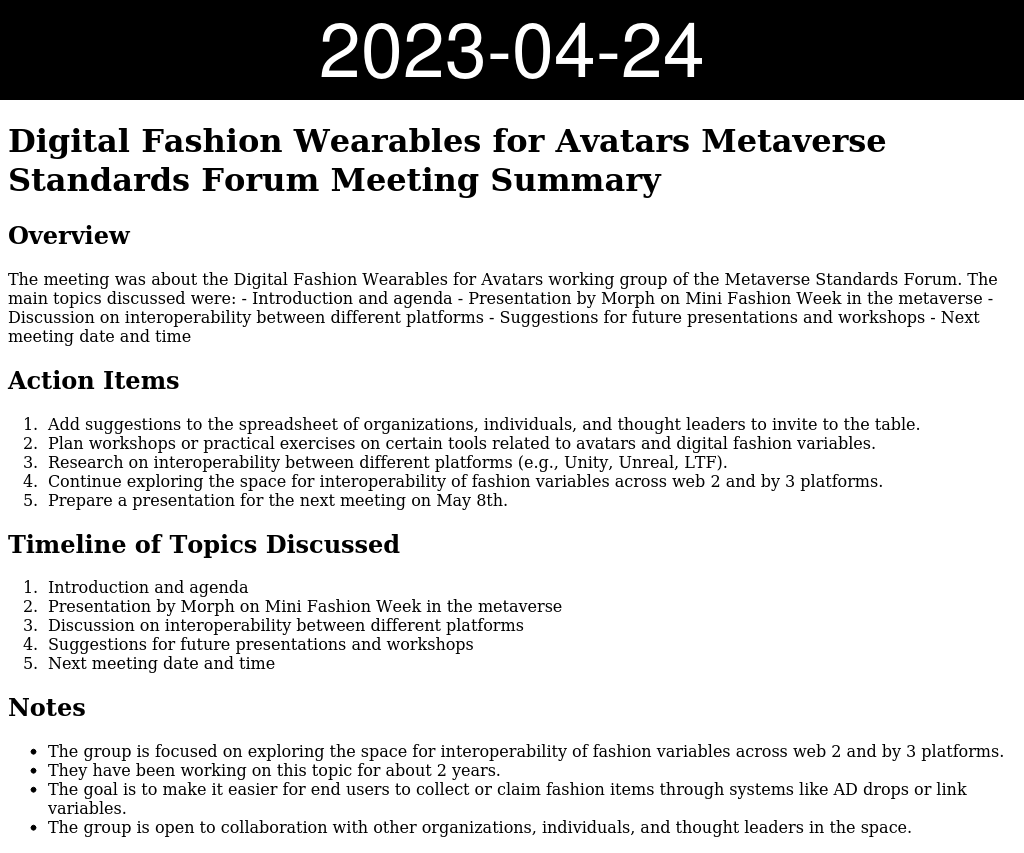 2023-04-24
Digital Fashion Wearables for Avatars Metaverse
Standards Forum Meeting Summary
Overview
The meeting was about the Digital Fashion Wearables for Avatars working group of the Metaverse Standards Forum. The
main topics discussed were: - Introduction and agenda - Presentation by Morph on Mini Fashion Week in the metaverse -
Discussion on interoperability between different platforms - Suggestions for future presentations and workshops - Next
meeting date and time
Action Items
1. Add suggestions to the spreadsheet of organizations, individuals, and thought leaders to invite to the table.
2. Plan workshops or practical exercises on certain tools related to avatars and digital fashion variables.
3. Research on interoperability between different platforms (e.g., Unity, Unreal, LTF).
4. Continue exploring the space for interoperability of fashion variables across web 2 and by 3 platforms.
5. Prepare a presentation for the next meeting on May 8th.
Timeline of Topics Discussed
1. Introduction and agenda
2. Presentation by Morph on Mini Fashion Week in the metaverse
3. Discussion on interoperability between different platforms
4. Suggestions for future presentations and workshops
5. Next meeting date and time
Notes
• The group is focused on exploring the space for interoperability of fashion variables across web 2 and by 3 platforms.
• They have been working on this topic for about 2 years.
• The goal is to make it easier for end users to collect or claim fashion items through systems like AD drops or link
variables.
• The group is open to collaboration with other organizations, individuals, and thought leaders in the space.